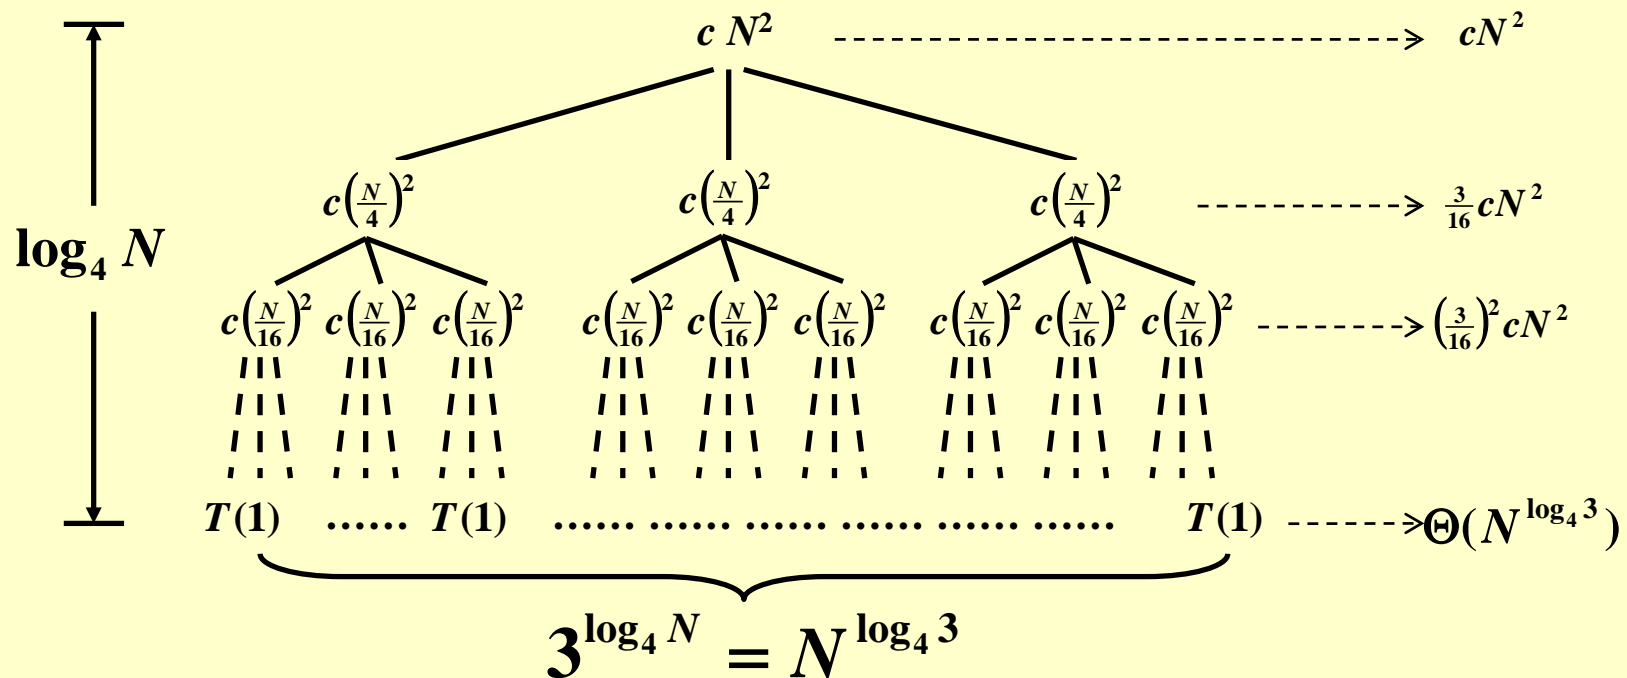 c N² cN²
c(N/4)² c(N/4)² c(N/4)² 3/16 cN²
log₄ N
c(N/16)² c(N/16)² c(N/16)² c(N/16)² c(N/16)² c(N/16)² c(N/16)² c(N/16)² c(N/16)² (3/16)² cN²
T(1) …… T(1) …… …… …… …… …… …… T(1) Θ(N^{log₄ 3})
3^{log₄ N} = N^{log₄ 3}